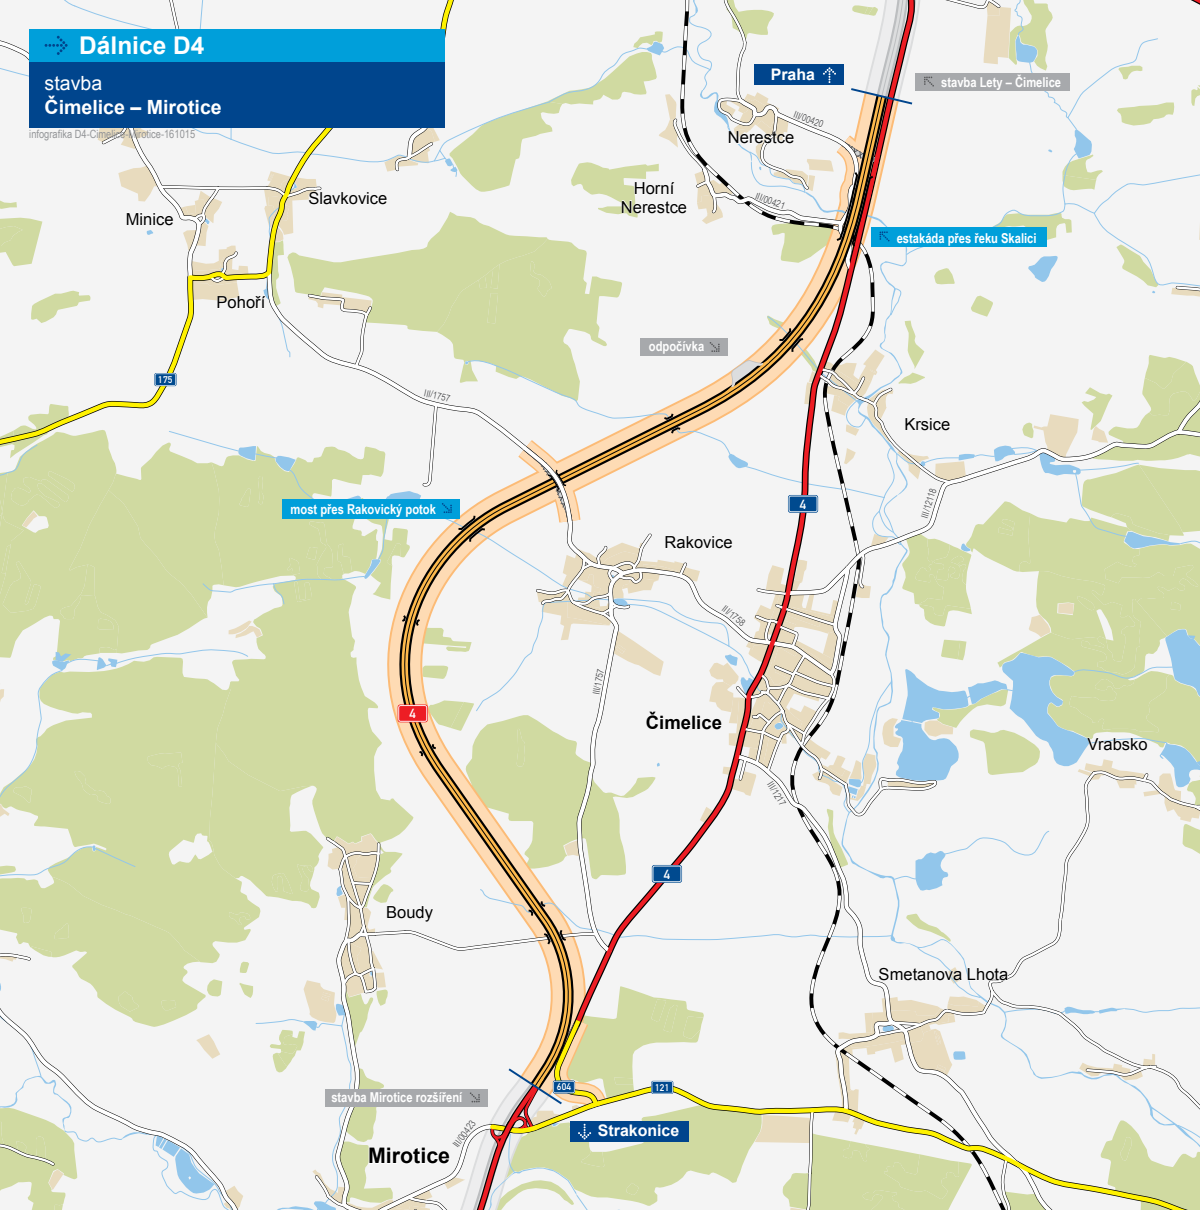 Dálnice D4
stavba
Čimelice – Mirotice
infografika D4-Cimelice-Mirotice-161015
Praha
stavba Lety – Čimelice
III/00420
Nerestce
Horní
Nerestce
III/00421
Slavkovice
Minice
estakáda přes řeku Skalici
Pohoří
odpočívka
175
III/1757
Krsice
III/12118
4
most přes Rakovický potok
Rakovice
III/1758
III/1757
4
Čimelice
Vrabsko
III/1217
4
Boudy
Smetanova Lhota
604
121
stavba Mirotice rozšíření
III/00423
Strakonice
Mirotice